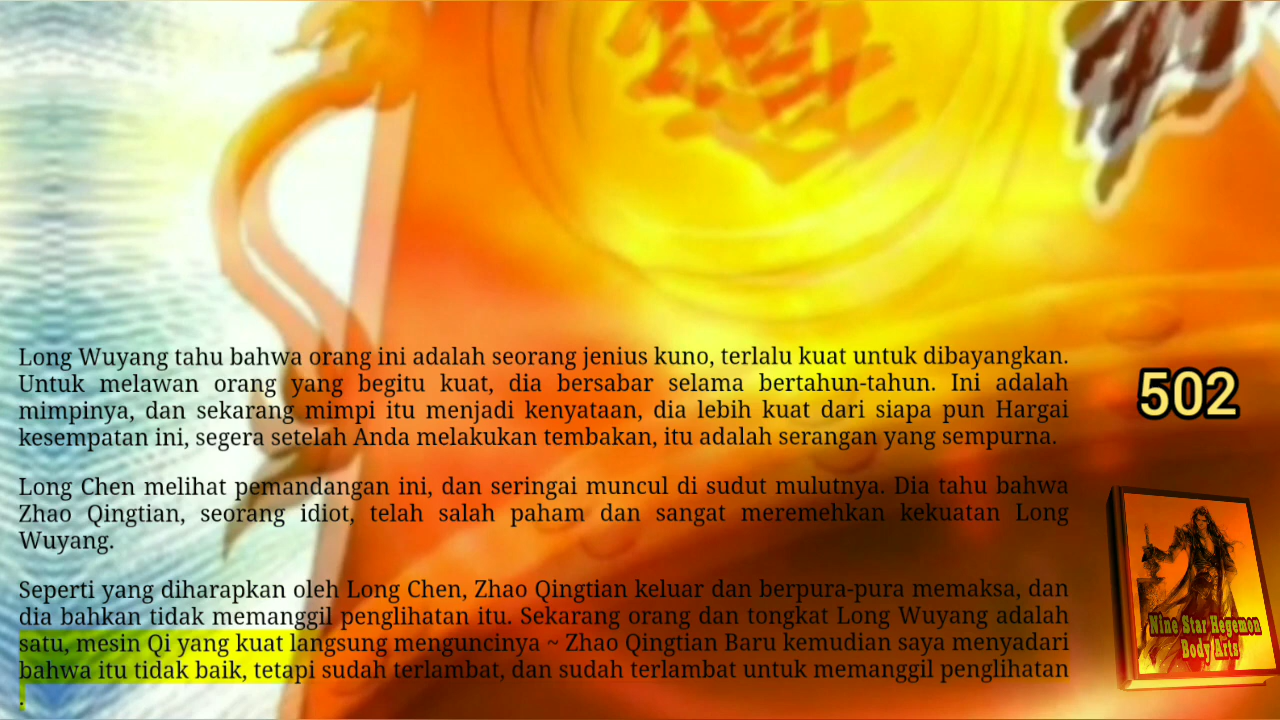 Long Wuyang tahu bahwa orang ini adalah seorang jenius kuno, terlalu kuat untuk dibayangkan.
Untuk melawan orang yang begitu kuat, dia bersabar selama bertahun-tahun. Ini adalah
mimpinya, dan sekarang mimpi itu menjadi kenyataan, dia lebih kuat dari siapa pun Hargai
kesempatan ini, segera setelah Anda melakukan tembakan, itu adalah serangan yang sempurna.
Long Chen melihat pemandangan ini, dan seringai muncul di sudut mulutnya. Dia tahu bahwa
Zhao Qingtian, seorang idiot, telah salah paham dan sangat meremehkan kekuatan Long
Wuyang.
Seperti yang diharapkan oleh Long Chen, Zhao Qingtian keluar dan berpura-pura memaksa, dan
dia bahkan tidak memanggil penglihatan itu. Sekarang orang dan tongkat Long Wuyang adalah
satu, mesin Qi yang kuat langsung menguncinya ~ Zhao Qingtian Baru kemudian saya menyadari
bahwa itu tidak baik, tetapi sudah terlambat, dan sudah terlambat untuk memanggil penglihatan
.
502
Nine Star Hegemon
Body Arts